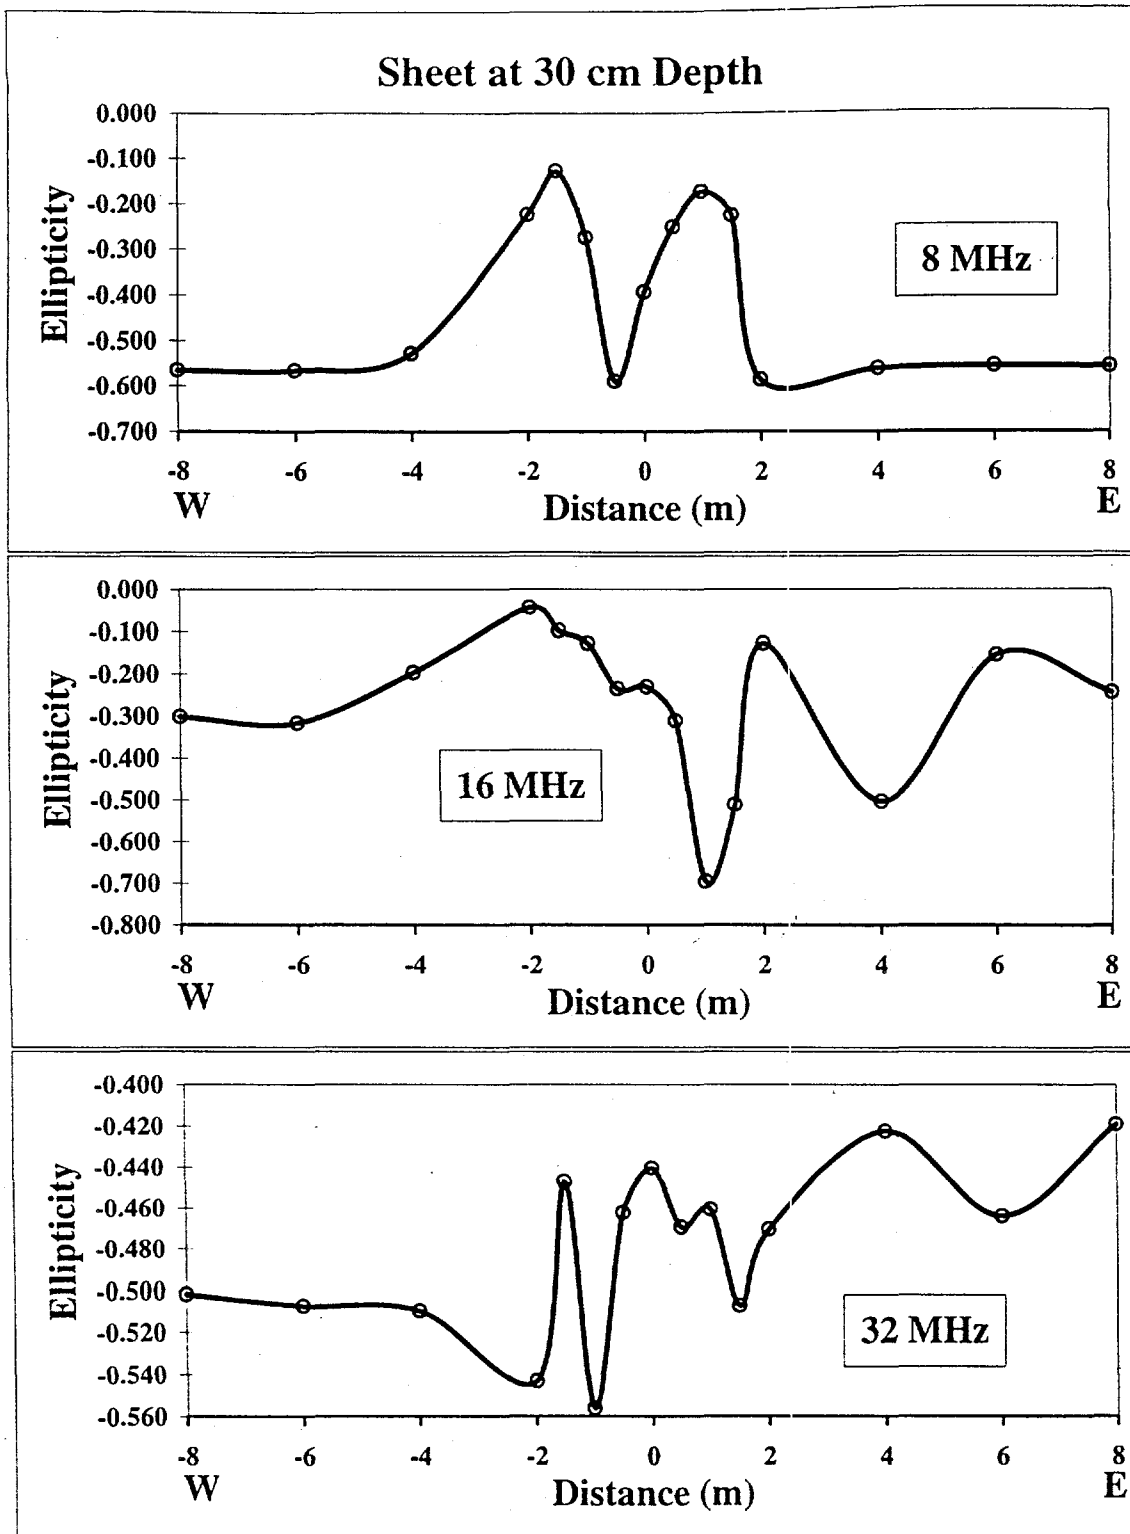 Sheet at 30 cm Depth
0.000
-0.100
-0.200
-0.300
-0.400
-0.500
-0.600
-0.700
Ellipticity
8 MHz
-8 -6 -4 -2 0 2 4 6 8
W Distance (m) E
0.000
-0.100
-0.200
-0.300
-0.400
-0.500
-0.600
-0.700
-0.800
Ellipticity
16 MHz
-8 -6 -4 -2 0 2 4 6 8
W Distance (m) E
-0.400
-0.420
-0.440
-0.460
-0.480
-0.500
-0.520
-0.540
-0.560
Ellipticity
32 MHz
-8 -6 -4 -2 0 2 4 6 8
W Distance (m) E